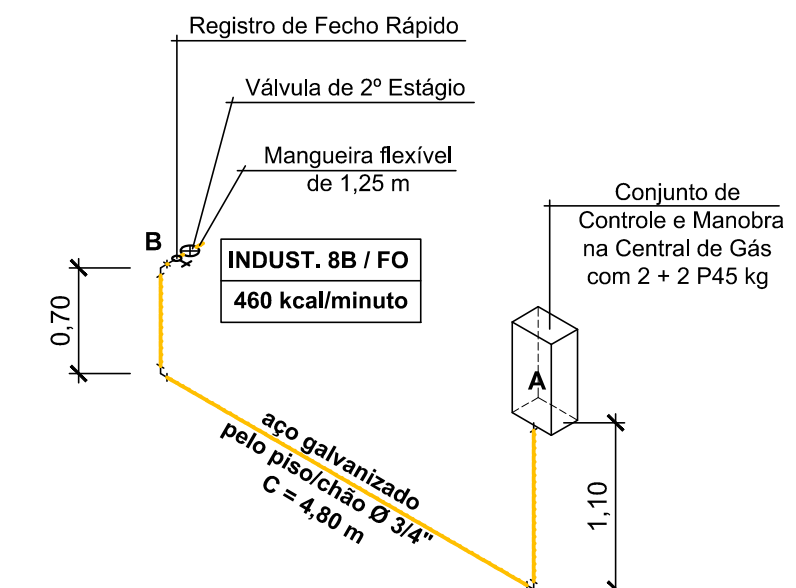 Registro de Fecho Rápido
Válvula de 2º Estágio
Mangueira flexível
de 1,25 m
Conjunto de
Controle e Manobra
na Central de Gás
com 2 + 2 P45 kg
B
INDUST. 8B / FO
460 kcal/minuto
0,70
A
aço galvanizado
pelo piso/chão Ø 3/4"
C = 4,80 m
1,10